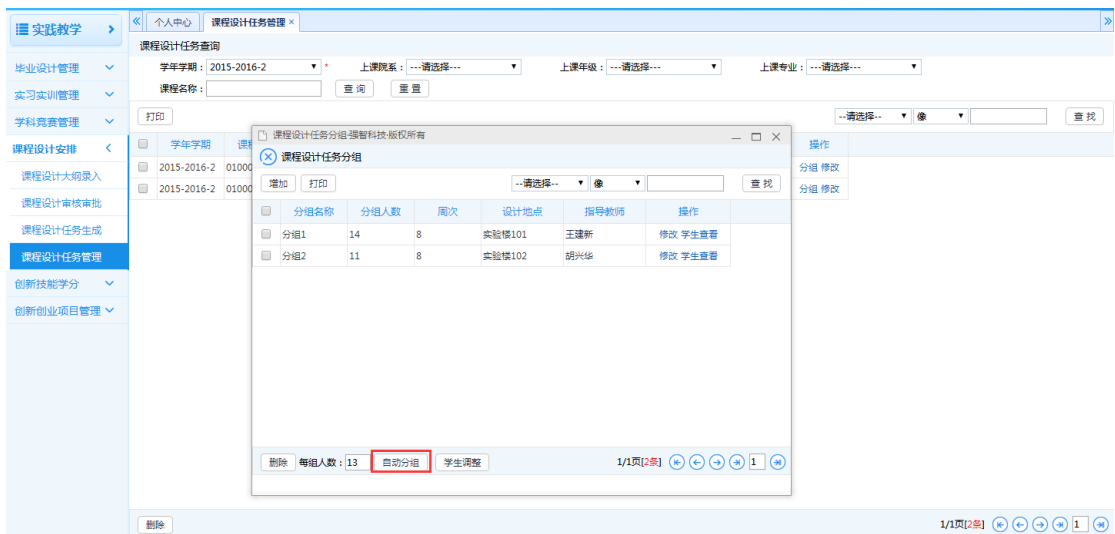 实践教学
个人中心 课程设计任务管理 ×
课程设计任务查询
毕业设计管理
学年学期： 2015-2016-2 * 上课院系： ---请选择--- 上课年级： ---请选择--- 上课专业： ---请选择---
实习实训管理
课程名称： 查 询 重 置
学科竞赛管理
打印 --请选择-- 像 查 找
课程设计安排
课程设计大纲录入
课程设计审核审批
课程设计任务生成
课程设计任务管理
创新技能学分
创新创业项目管理
学年学期 操作
2015-2016-2 01000 分组 修改
2015-2016-2 01000 分组 修改
课程设计任务分组-强智科技·版权所有
课程设计任务分组
增加 打印 --请选择-- 像 查 找
分组名称 分组人数 周次 设计地点 指导教师 操作
分组1 14 8 实验楼101 王建新 修改 学生查看
分组2 11 8 实验楼102 胡兴华 修改 学生查看
删除 每组人数： 13 自动分组 学生调整 1/1页[2条] 1
删除 1/1页[2条] 1